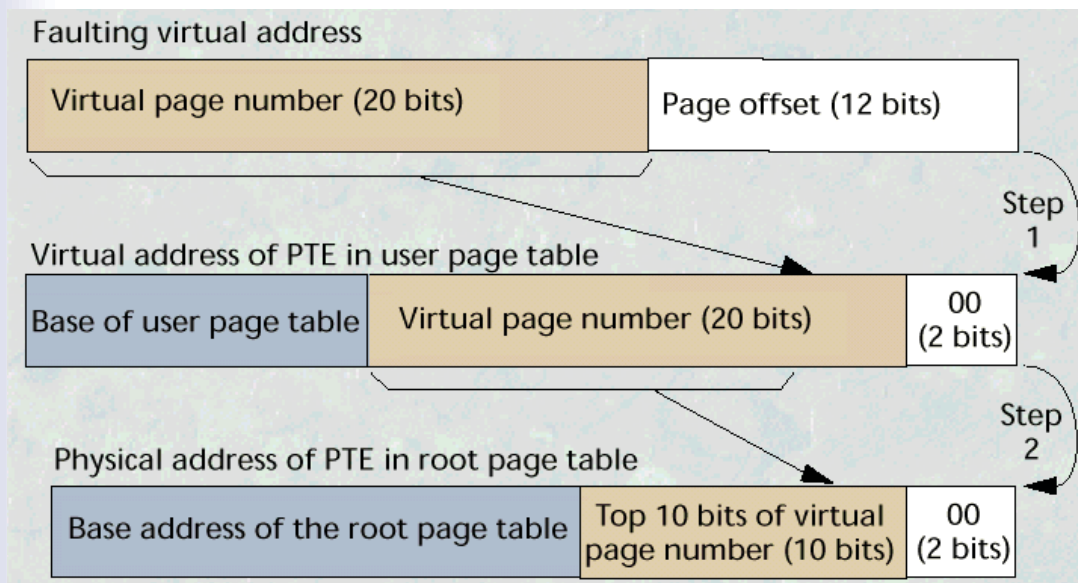 Faulting virtual address
Virtual page number (20 bits)
Page offset (12 bits)
Step
1
Virtual address of PTE in user page table
Base of user page table
Virtual page number (20 bits)
00
(2 bits)
Step
2
Physical address of PTE in root page table
Base address of the root page table
Top 10 bits of virtual
page number (10 bits)
00
(2 bits)